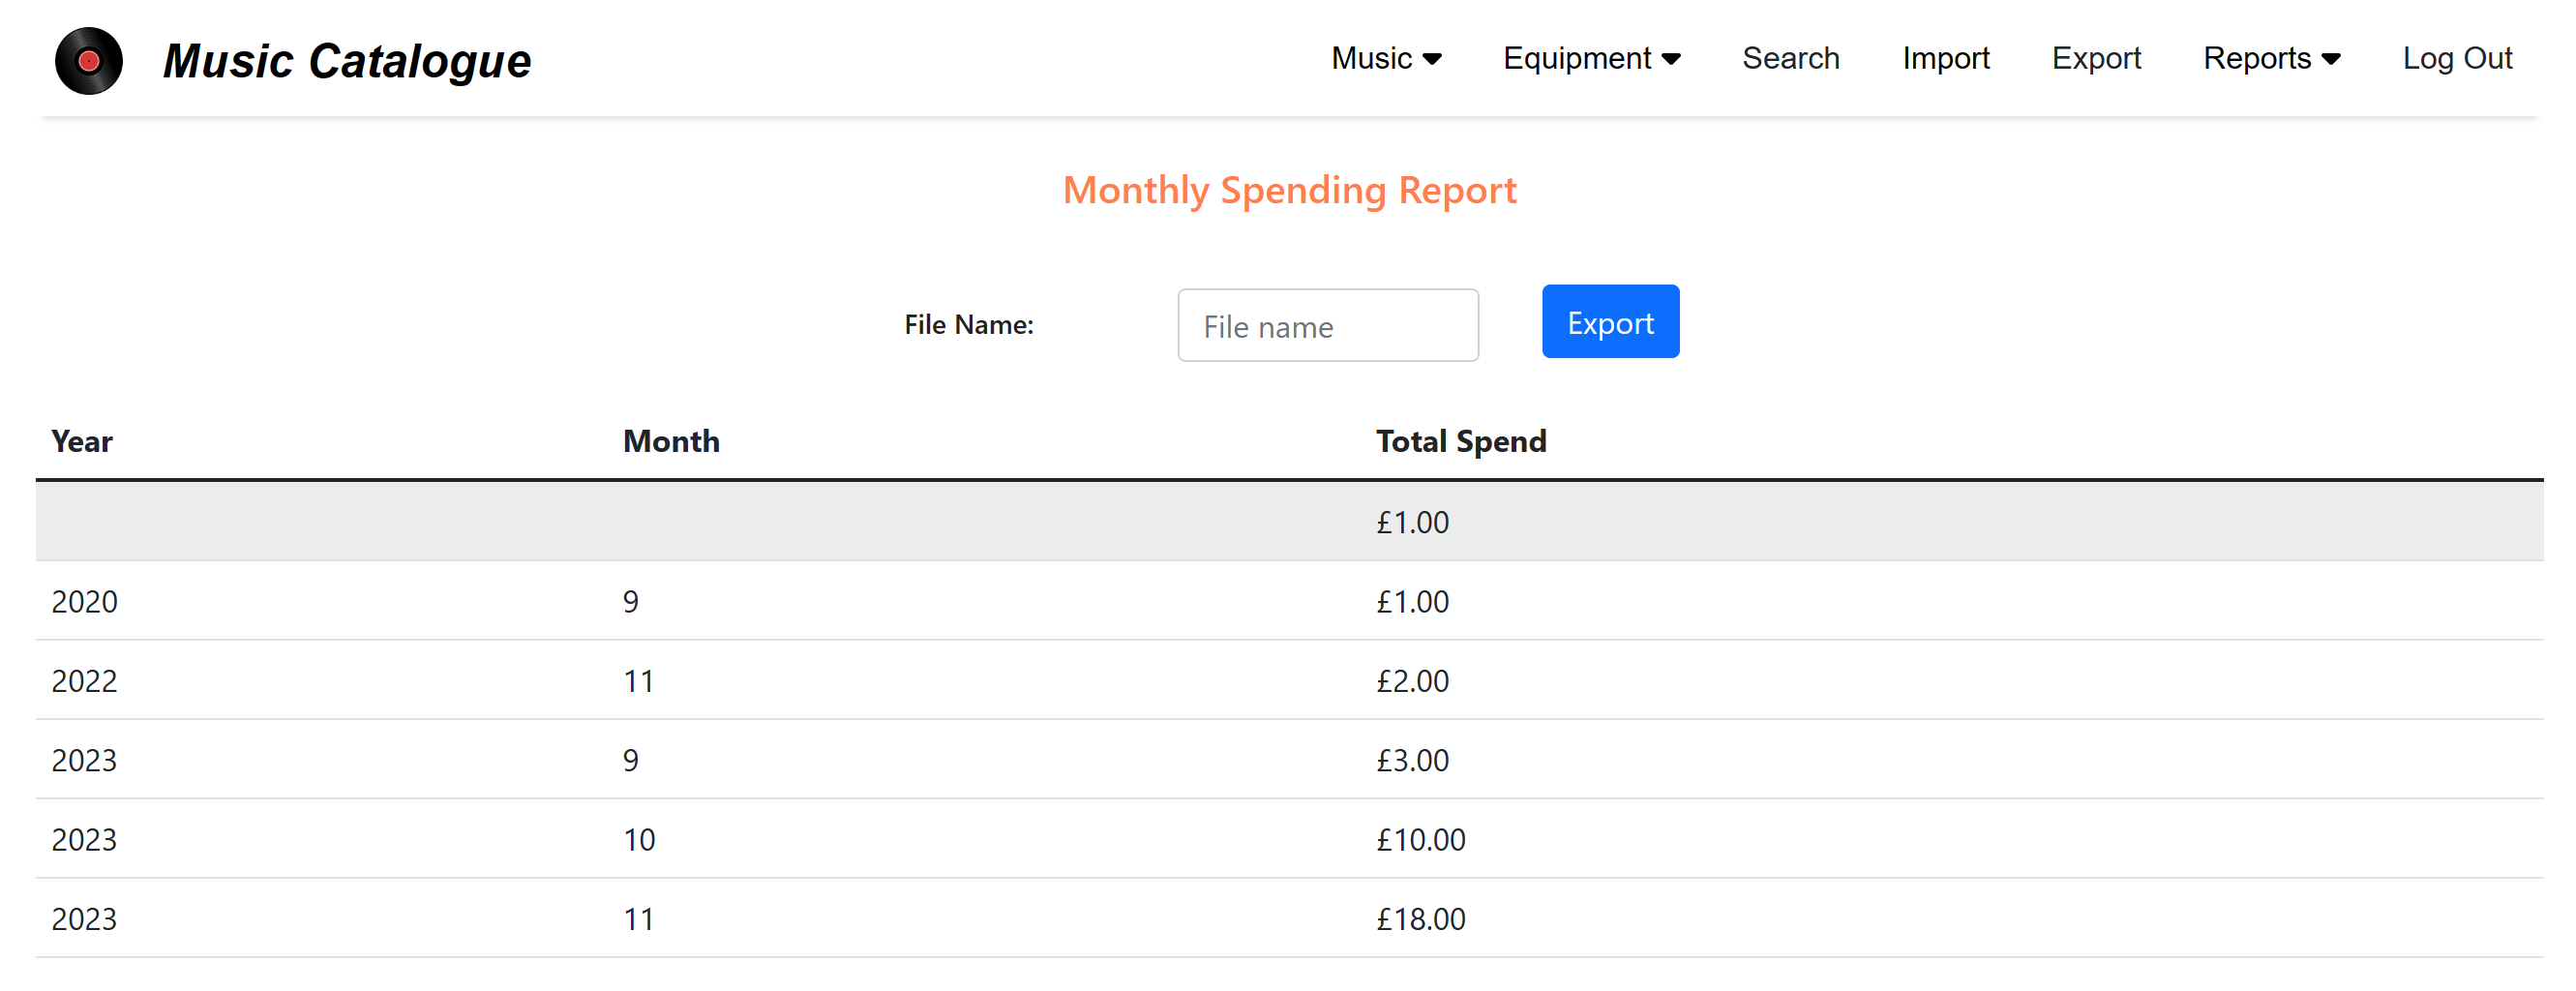 Music Catalogue Music Equipment Search Import Export Reports Log Out
Monthly Spending Report
File Name: File name Export
Year Month Total Spend
£1.00
2020 9 £1.00
2022 11 £2.00
2023 9 £3.00
2023 10 £10.00
2023 11 £18.00